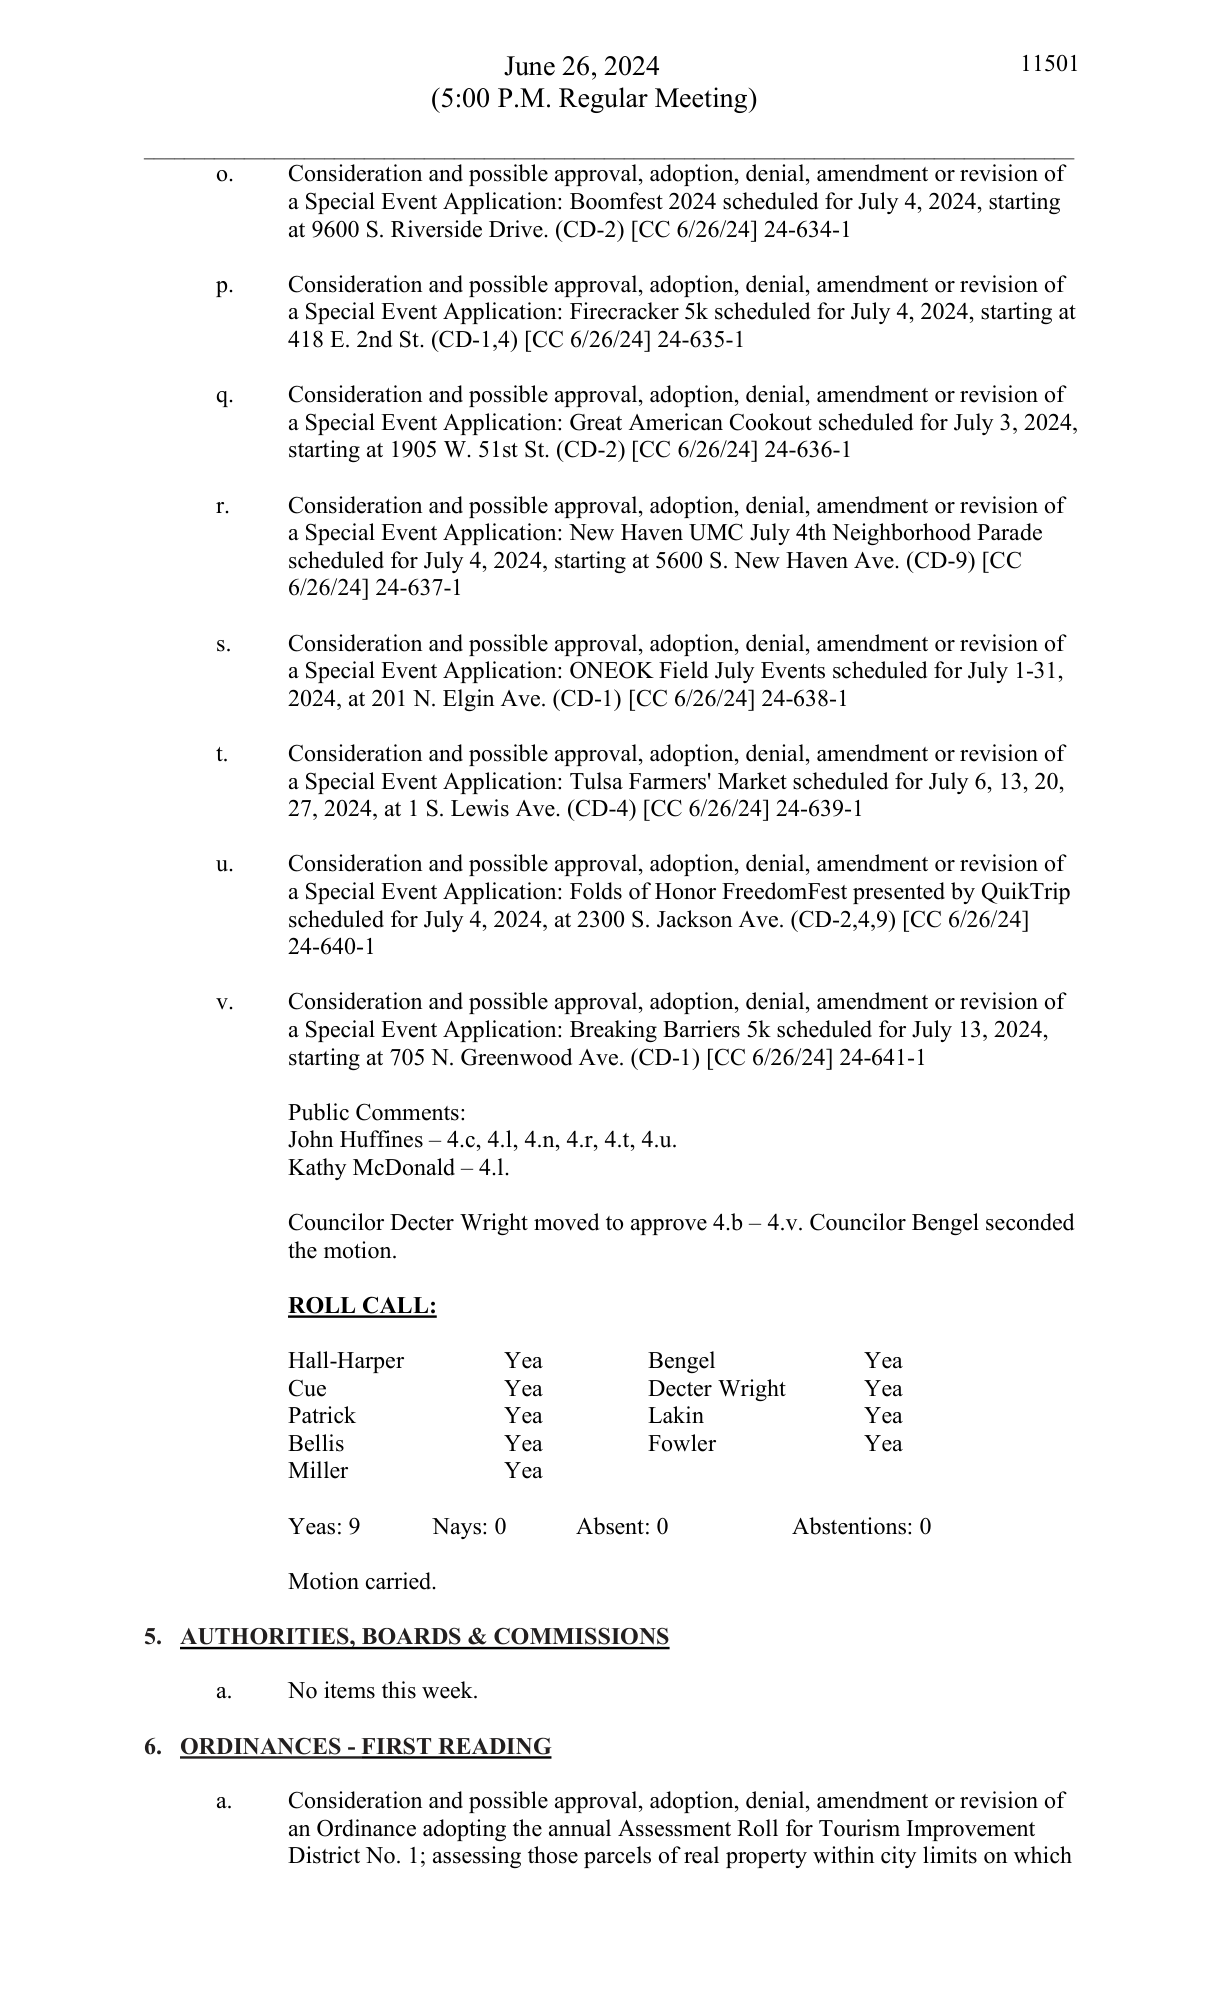 June 26, 2024 11501
(5:00 P.M. Regular Meeting)
o. Consideration and possible approval, adoption, denial, amendment or revision of
a Special Event Application: Boomfest 2024 scheduled for July 4, 2024, starting
at 9600 S. Riverside Drive. (CD-2) [CC 6/26/24] 24-634-1
p. Consideration and possible approval, adoption, denial, amendment or revision of
a Special Event Application: Firecracker 5k scheduled for July 4, 2024, starting at
418 E. 2nd St. (CD-1,4) [CC 6/26/24] 24-635-1
q. Consideration and possible approval, adoption, denial, amendment or revision of
a Special Event Application: Great American Cookout scheduled for July 3, 2024,
starting at 1905 W. 51st St. (CD-2) [CC 6/26/24] 24-636-1
r. Consideration and possible approval, adoption, denial, amendment or revision of
a Special Event Application: New Haven UMC July 4th Neighborhood Parade
scheduled for July 4, 2024, starting at 5600 S. New Haven Ave. (CD-9) [CC
6/26/24] 24-637-1
s. Consideration and possible approval, adoption, denial, amendment or revision of
a Special Event Application: ONEOK Field July Events scheduled for July 1-31,
2024, at 201 N. Elgin Ave. (CD-1) [CC 6/26/24] 24-638-1
t. Consideration and possible approval, adoption, denial, amendment or revision of
a Special Event Application: Tulsa Farmers' Market scheduled for July 6, 13, 20,
27, 2024, at 1 S. Lewis Ave. (CD-4) [CC 6/26/24] 24-639-1
u. Consideration and possible approval, adoption, denial, amendment or revision of
a Special Event Application: Folds of Honor FreedomFest presented by QuikTrip
scheduled for July 4, 2024, at 2300 S. Jackson Ave. (CD-2,4,9) [CC 6/26/24]
24-640-1
v. Consideration and possible approval, adoption, denial, amendment or revision of
a Special Event Application: Breaking Barriers 5k scheduled for July 13, 2024,
starting at 705 N. Greenwood Ave. (CD-1) [CC 6/26/24] 24-641-1
Public Comments:
John Huffines – 4.c, 4.l, 4.n, 4.r, 4.t, 4.u.
Kathy McDonald – 4.l.
Councilor Decter Wright moved to approve 4.b – 4.v. Councilor Bengel seconded
the motion.
ROLL CALL:
Hall-Harper Yea Bengel Yea
Cue Yea Decter Wright Yea
Patrick Yea Lakin Yea
Bellis Yea Fowler Yea
Miller Yea
Yeas: 9 Nays: 0 Absent: 0 Abstentions: 0
Motion carried.
5. AUTHORITIES, BOARDS & COMMISSIONS
a. No items this week.
6. ORDINANCES - FIRST READING
a. Consideration and possible approval, adoption, denial, amendment or revision of
an Ordinance adopting the annual Assessment Roll for Tourism Improvement
District No. 1; assessing those parcels of real property within city limits on which